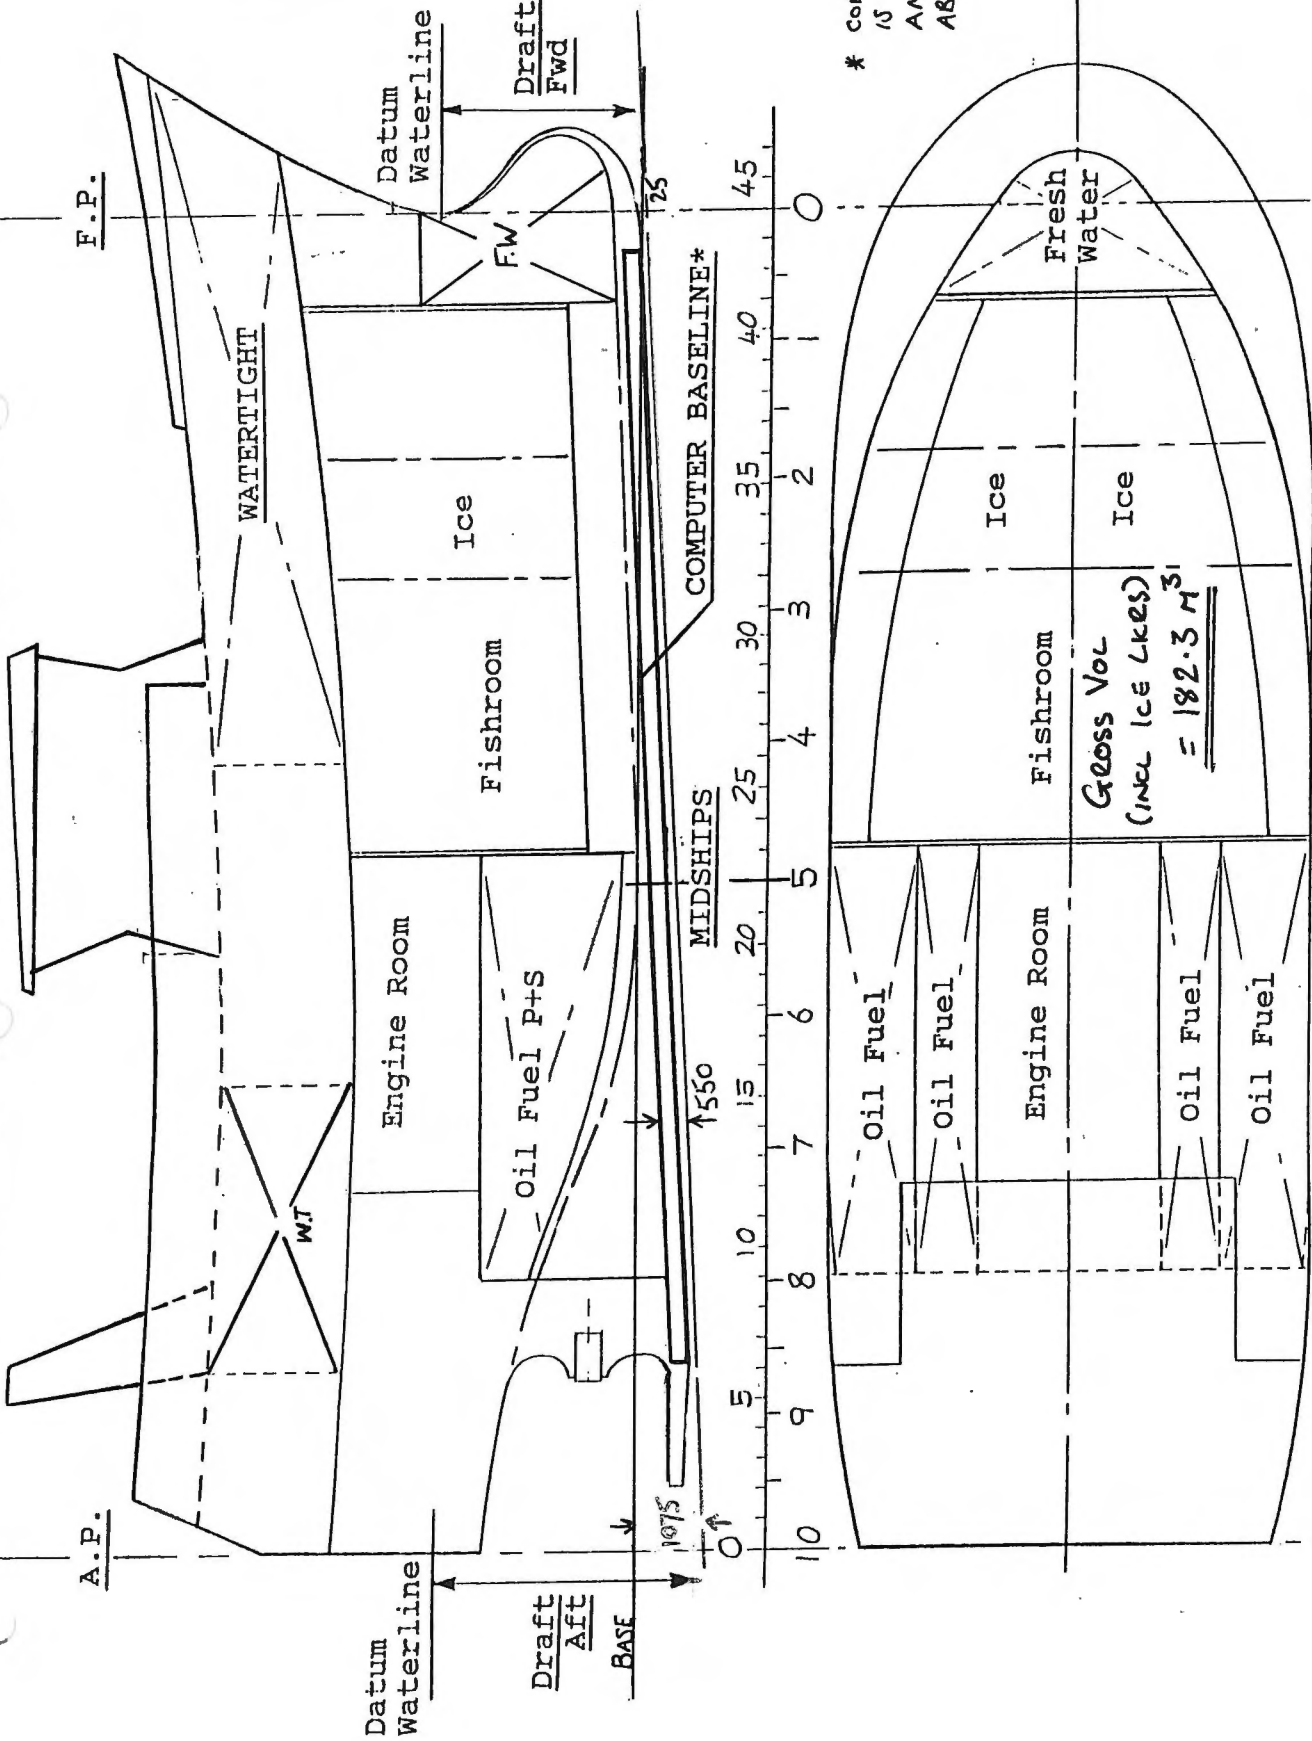 A.P.
F.P.
WATERTIGHT
W.T
Datum
Waterline
Datum
Waterline
Draft
Fwd
Draft
Aft
BASE
Engine Room
Oil Fuel P+S
Fishroom
Ice
F.W
25
550
1075
MIDSHIPS
COMPUTER BASELINE*
0 5 10 15 20 25 30 35 40 45
10 9 8 7 6 5 4 3 2 1 0
Oil Fuel
Oil Fuel
Engine Room
Oil Fuel
Oil Fuel
Fishroom
GROSS VOL
(INCL ICE LKRS)
= 182.3 M3
Ice
Ice
Fresh
Water
*
IS